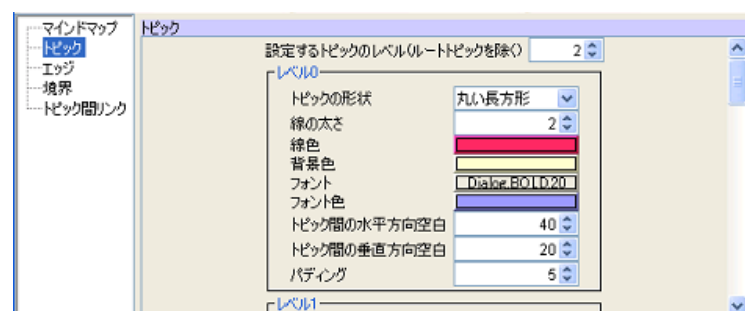 マインドマップ
トピック
エッジ
境界
トピック間リンク
トピック
設定するトピックのレベル(ルートトピックを除く) 2
レベル0
トピックの形状 丸い長方形
線の太さ 2
線色
背景色
フォント Dialog.BOLD.20
フォント色
トピック間の水平方向空白 40
トピック間の垂直方向空白 20
パディング 5
レベル1